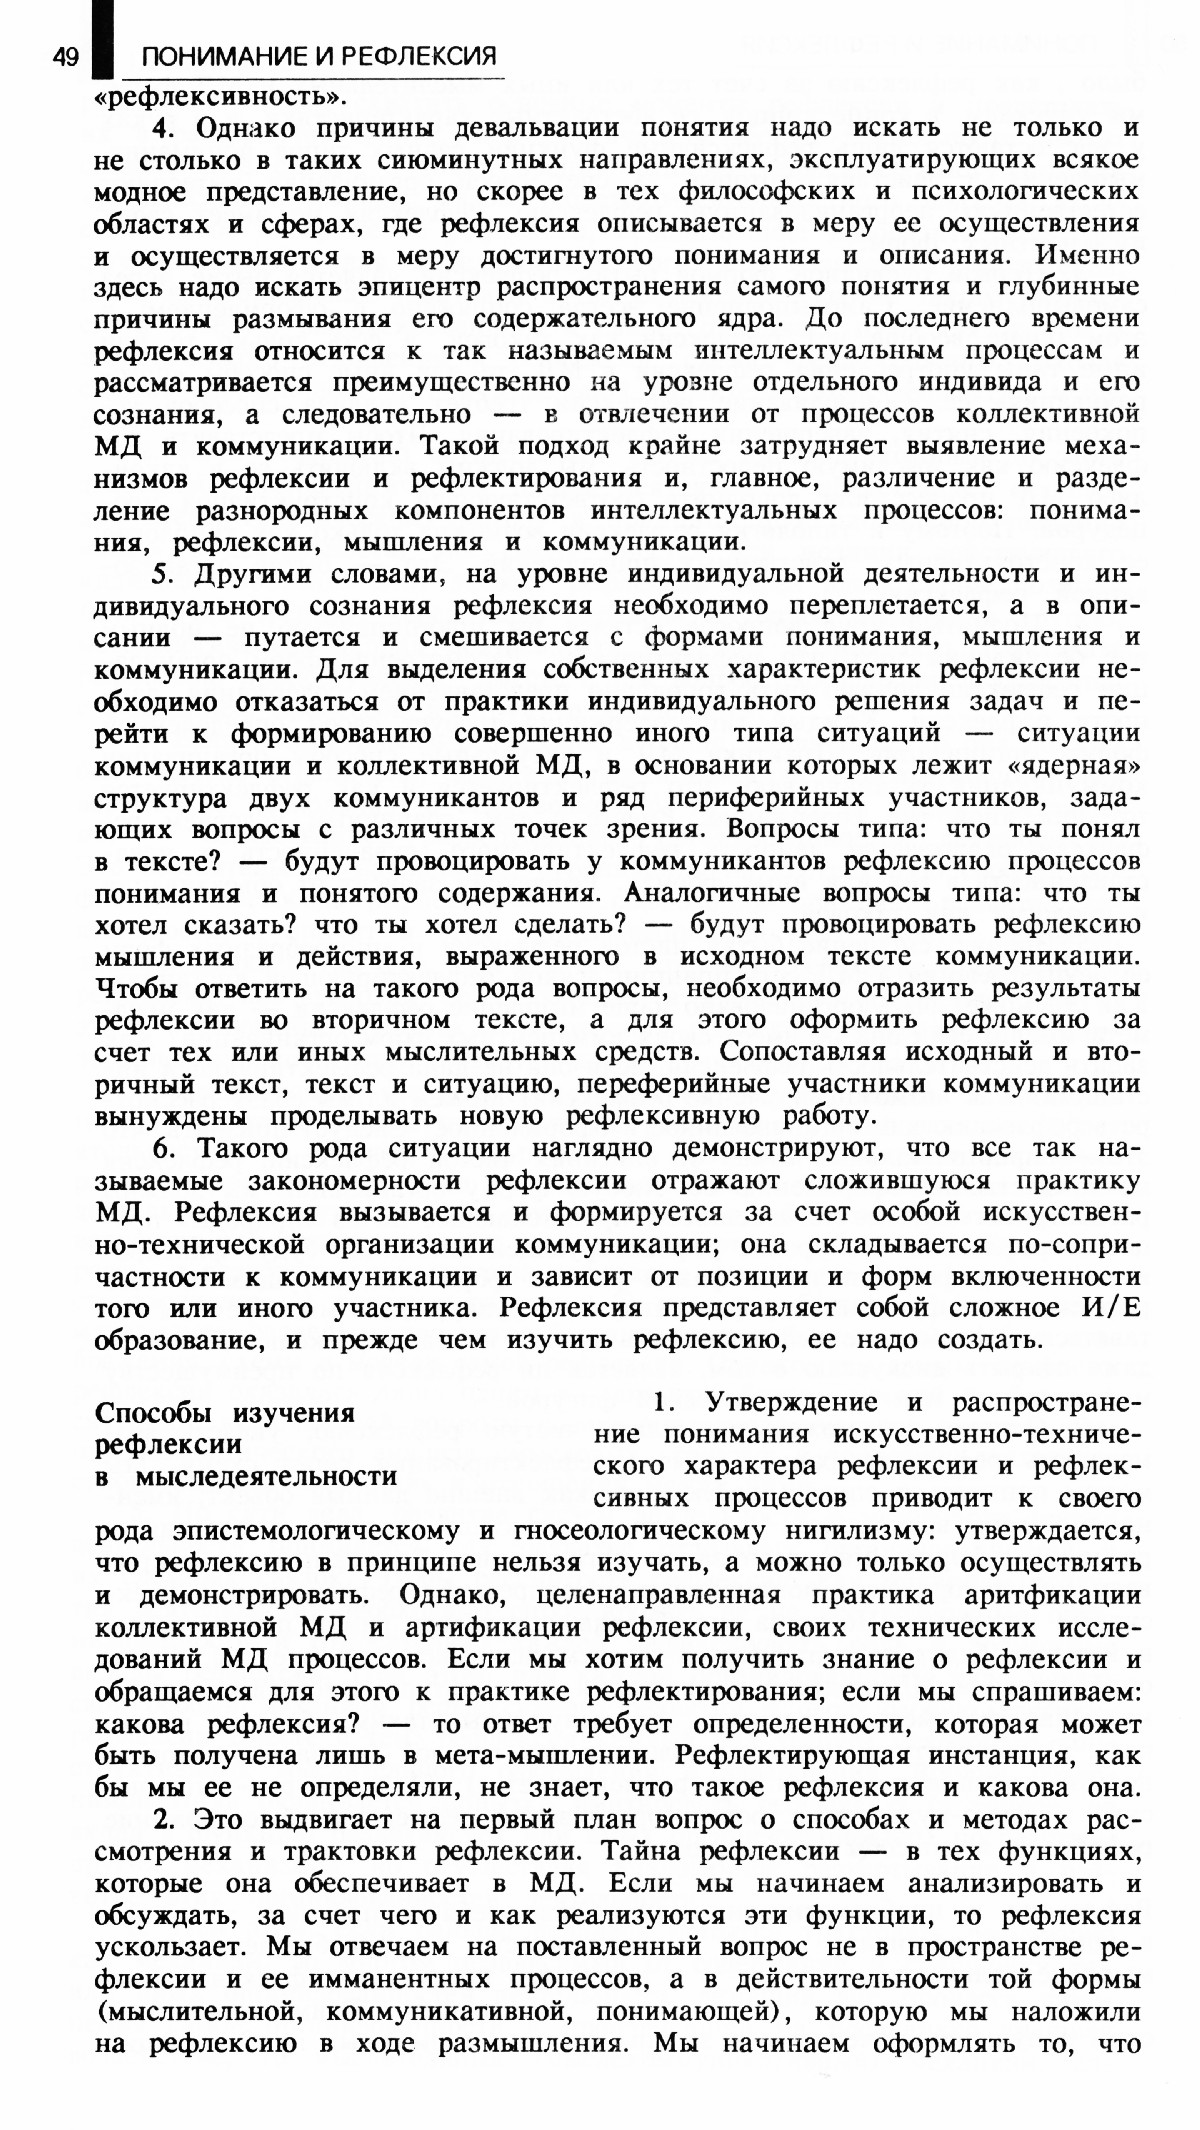 49 ПОНИМАНИЕ И РЕФЛЕКСИЯ
«рефлексивность».
4. Однако причины девальвации понятия надо искать не только и
не столько в таких сиюминутных направлениях, эксплуатирующих всякое
модное представление, но скорее в тех философских и психологических
областях и сферах, где рефлексия описывается в меру ее осуществления
и осуществляется в меру достигнутого понимания и описания. Именно
здесь надо искать эпицентр распространения самого понятия и глубинные
причины размывания его содержательного ядра. До последнего времени
рефлексия относится к так называемым интеллектуальным процессам и
рассматривается преимущественно на уровне отдельного индивида и его
сознания, а следовательно — в отвлечении от процессов коллективной
МД и коммуникации. Такой подход крайне затрудняет выявление меха-
низмов рефлексии и рефлектирования и, главное, различение и разде-
ление разнородных компонентов интеллектуальных процессов: понима-
ния, рефлексии, мышления и коммуникации.
5. Другими словами, на уровне индивидуальной деятельности и ин-
дивидуального сознания рефлексия необходимо переплетается, а в опи-
сании — путается и смешивается с формами понимания, мышления и
коммуникации. Для выделения собственных характеристик рефлексии не-
обходимо отказаться от практики индивидуального решения задач и пе-
рейти к формированию совершенно иного типа ситуаций — ситуации
коммуникации и коллективной МД, в основании которых лежит «ядерная»
структура двух коммуникантов и ряд периферийных участников, зада-
ющих вопросы с различных точек зрения. Вопросы типа: что ты понял
в тексте? — будут провоцировать у коммуникантов рефлексию процессов
понимания и понятого содержания. Аналогичные вопросы типа: что ты
хотел сказать? что ты хотел сделать? — будут провоцировать рефлексию
мышления и действия, выраженного в исходном тексте коммуникации.
Чтобы ответить на такого рода вопросы, необходимо отразить результаты
рефлексии во вторичном тексте, а для этого оформить рефлексию за
счет тех или иных мыслительных средств. Сопоставляя исходный и вто-
ричный текст, текст и ситуацию, переферийные участники коммуникации
вынуждены проделывать новую рефлексивную работу.
6. Такого рода ситуации наглядно демонстрируют, что все так на-
зываемые закономерности рефлексии отражают сложившуюся практику
МД. Рефлексия вызывается и формируется за счет особой искусствен-
но-технической организации коммуникации; она складывается по-сопри-
частности к коммуникации и зависит от позиции и форм включенности
того или иного участника. Рефлексия представляет собой сложное И/Е
образование, и прежде чем изучить рефлексию, ее надо создать.
Способы изучения
рефлексии
в мыследеятельности
1. Утверждение и распростране-
ние понимания искусственно-техниче-
ского характера рефлексии и рефлек-
сивных процессов приводит к своего
рода эпистемологическому и гносеологическому нигилизму: утверждается,
что рефлексию в принципе нельзя изучать, а можно только осуществлять
и демонстрировать. Однако, целенаправленная практика аритфикации
коллективной МД и артификации рефлексии, своих технических иссле-
дований МД процессов. Если мы хотим получить знание о рефлексии и
обращаемся для этого к практике рефлектирования; если мы спрашиваем:
какова рефлексия? — то ответ требует определенности, которая может
быть получена лишь в мета-мышлении. Рефлектирующая инстанция, как
бы мы ее не определяли, не знает, что такое рефлексия и какова она.
2. Это выдвигает на первый план вопрос о способах и методах рас-
смотрения и трактовки рефлексии. Тайна рефлексии — в тех функциях,
которые она обеспечивает в МД. Если мы начинаем анализировать и
обсуждать, за счет чего и как реализуются эти функции, то рефлексия
ускользает. Мы отвечаем на поставленный вопрос не в пространстве ре-
флексии и ее имманентных процессов, а в действительности той формы
(мыслительной, коммуникативной, понимающей), которую мы наложили
на рефлексию в ходе размышления. Мы начинаем оформлять то, что